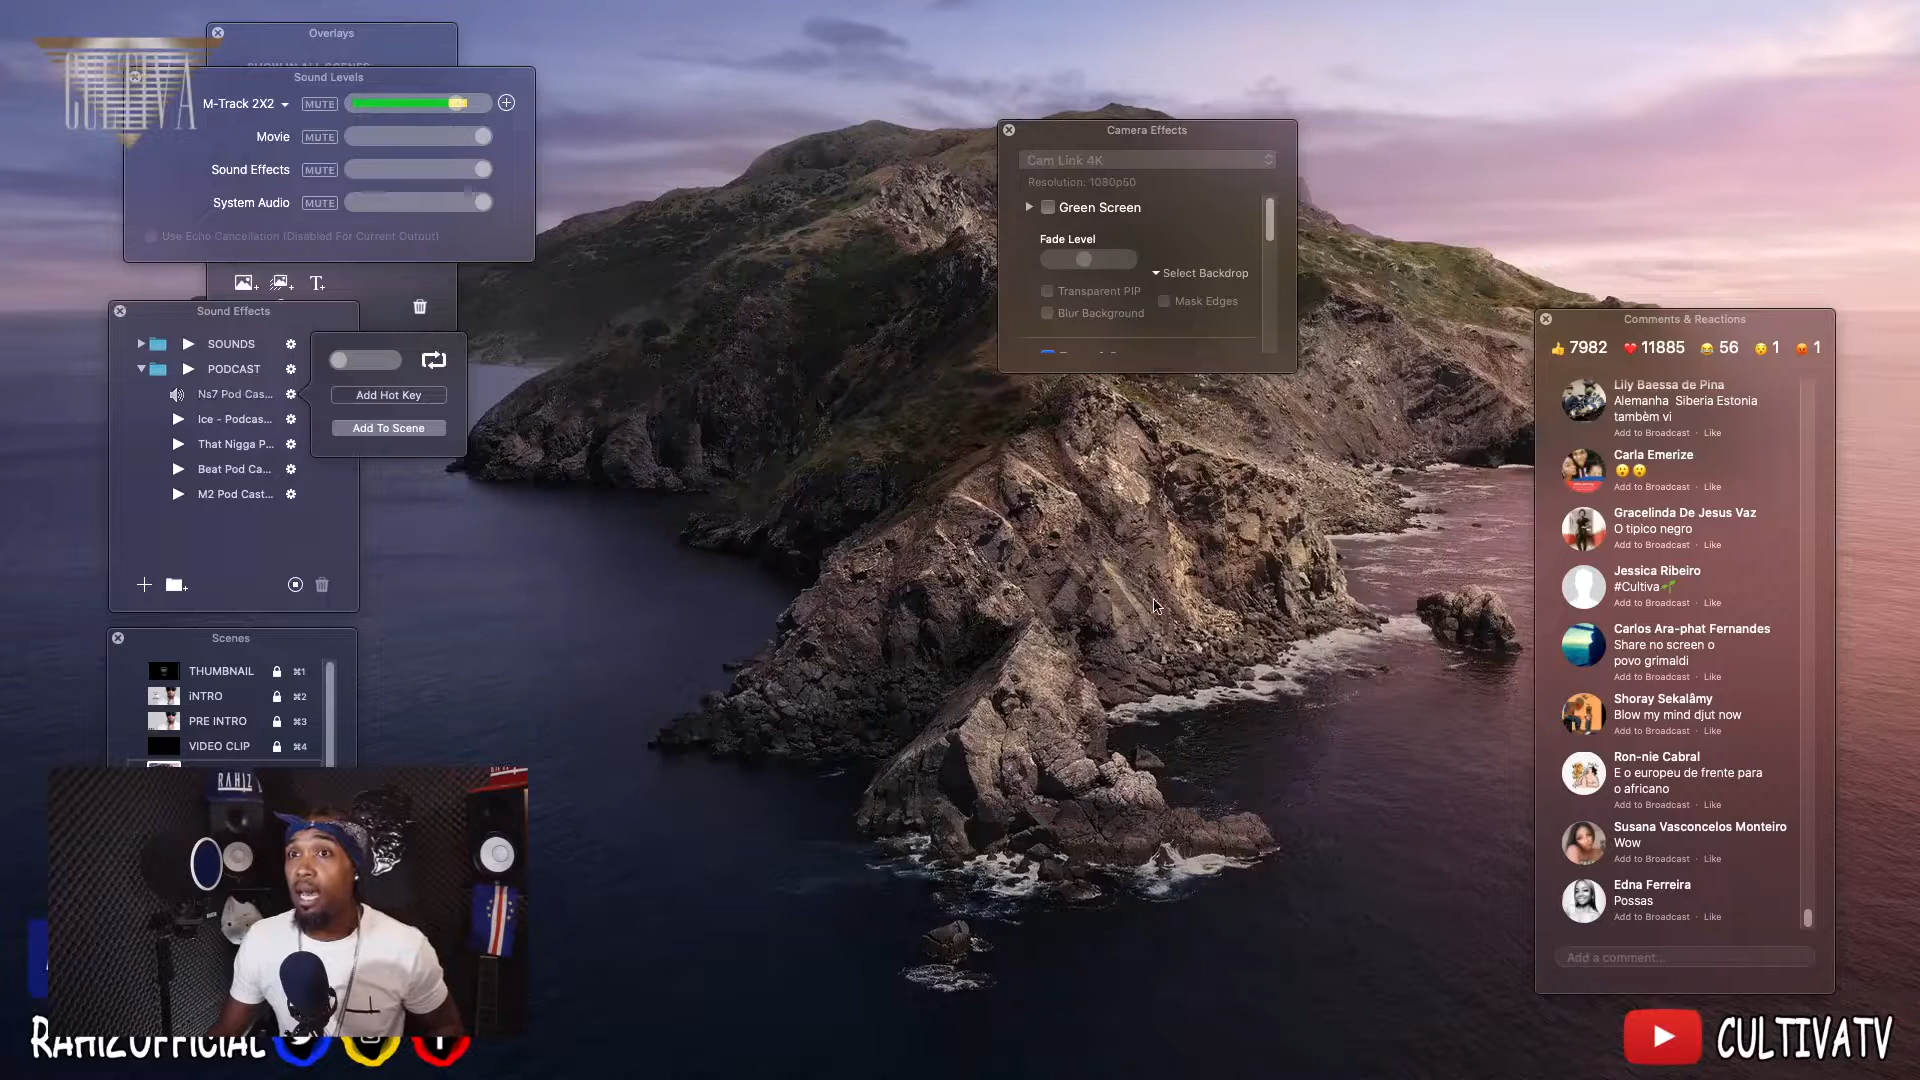 Overlays
SHOW IN ALL SCENES
CULTIVA
Sound Levels
M-Track 2X2 MUTE
Movie MUTE
Sound Effects MUTE
System Audio MUTE
Use Echo Cancellation (Disabled For Current Output)
Sound Effects
SOUNDS
PODCAST
Ns7 Pod Cas...
Ice - Podcas...
That Nigga P...
Beat Pod Ca...
M2 Pod Cast...
Add Hot Key
Add To Scene
Scenes
THUMBNAIL ⌘1
iNTRO ⌘2
PRE INTRO ⌘3
VIDEO CLIP ⌘4
Camera Effects
Cam Link 4K
Resolution: 1080p50
Green Screen
Fade Level
Select Backdrop
Transparent PIP
Mask Edges
Blur Background
Comments & Reactions
👍 7982 ❤️ 11885 😂 56 😯 1 😡 1
Lily Baessa de Pina
Alemanha Siberia Estonia
tambèm vi
Add to Broadcast · Like
Carla Emerize
😮😮
Add to Broadcast · Like
Gracelinda De Jesus Vaz
O tipico negro
Add to Broadcast · Like
Jessica Ribeiro
#Cultiva🌱
Add to Broadcast · Like
Carlos Ara-phat Fernandes
Share no screen o
povo grimaldi
Add to Broadcast · Like
Shoray Sekalâmy
Blow my mind djut now
Add to Broadcast · Like
Ron-nie Cabral
E o europeu de frente para
o africano
Add to Broadcast · Like
Susana Vasconcelos Monteiro
Wow
Add to Broadcast · Like
Edna Ferreira
Possas
Add to Broadcast · Like
Add a comment...
RAHIZ
RAHIZOFFICIAL
CULTIVATV